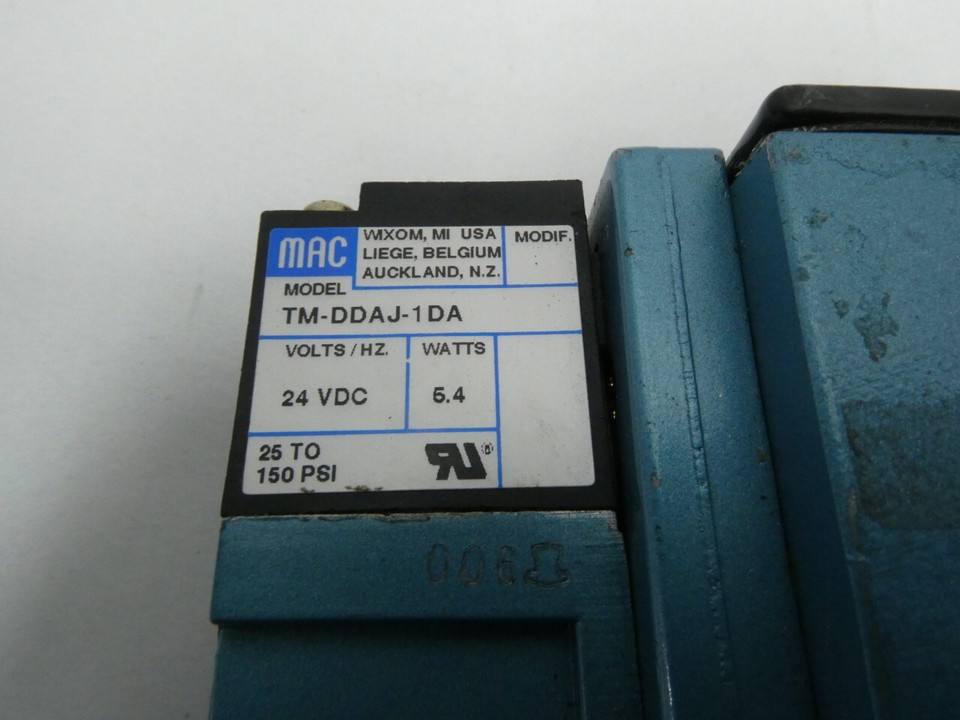 MAC
WIXOM, MI USA
LIEGE, BELGIUM
AUCKLAND, N.Z.
MODIF.
MODEL
TM-DDAJ-1DA
VOLTS / HZ.
WATTS
24 VDC
5.4
25 TO
150 PSI
®